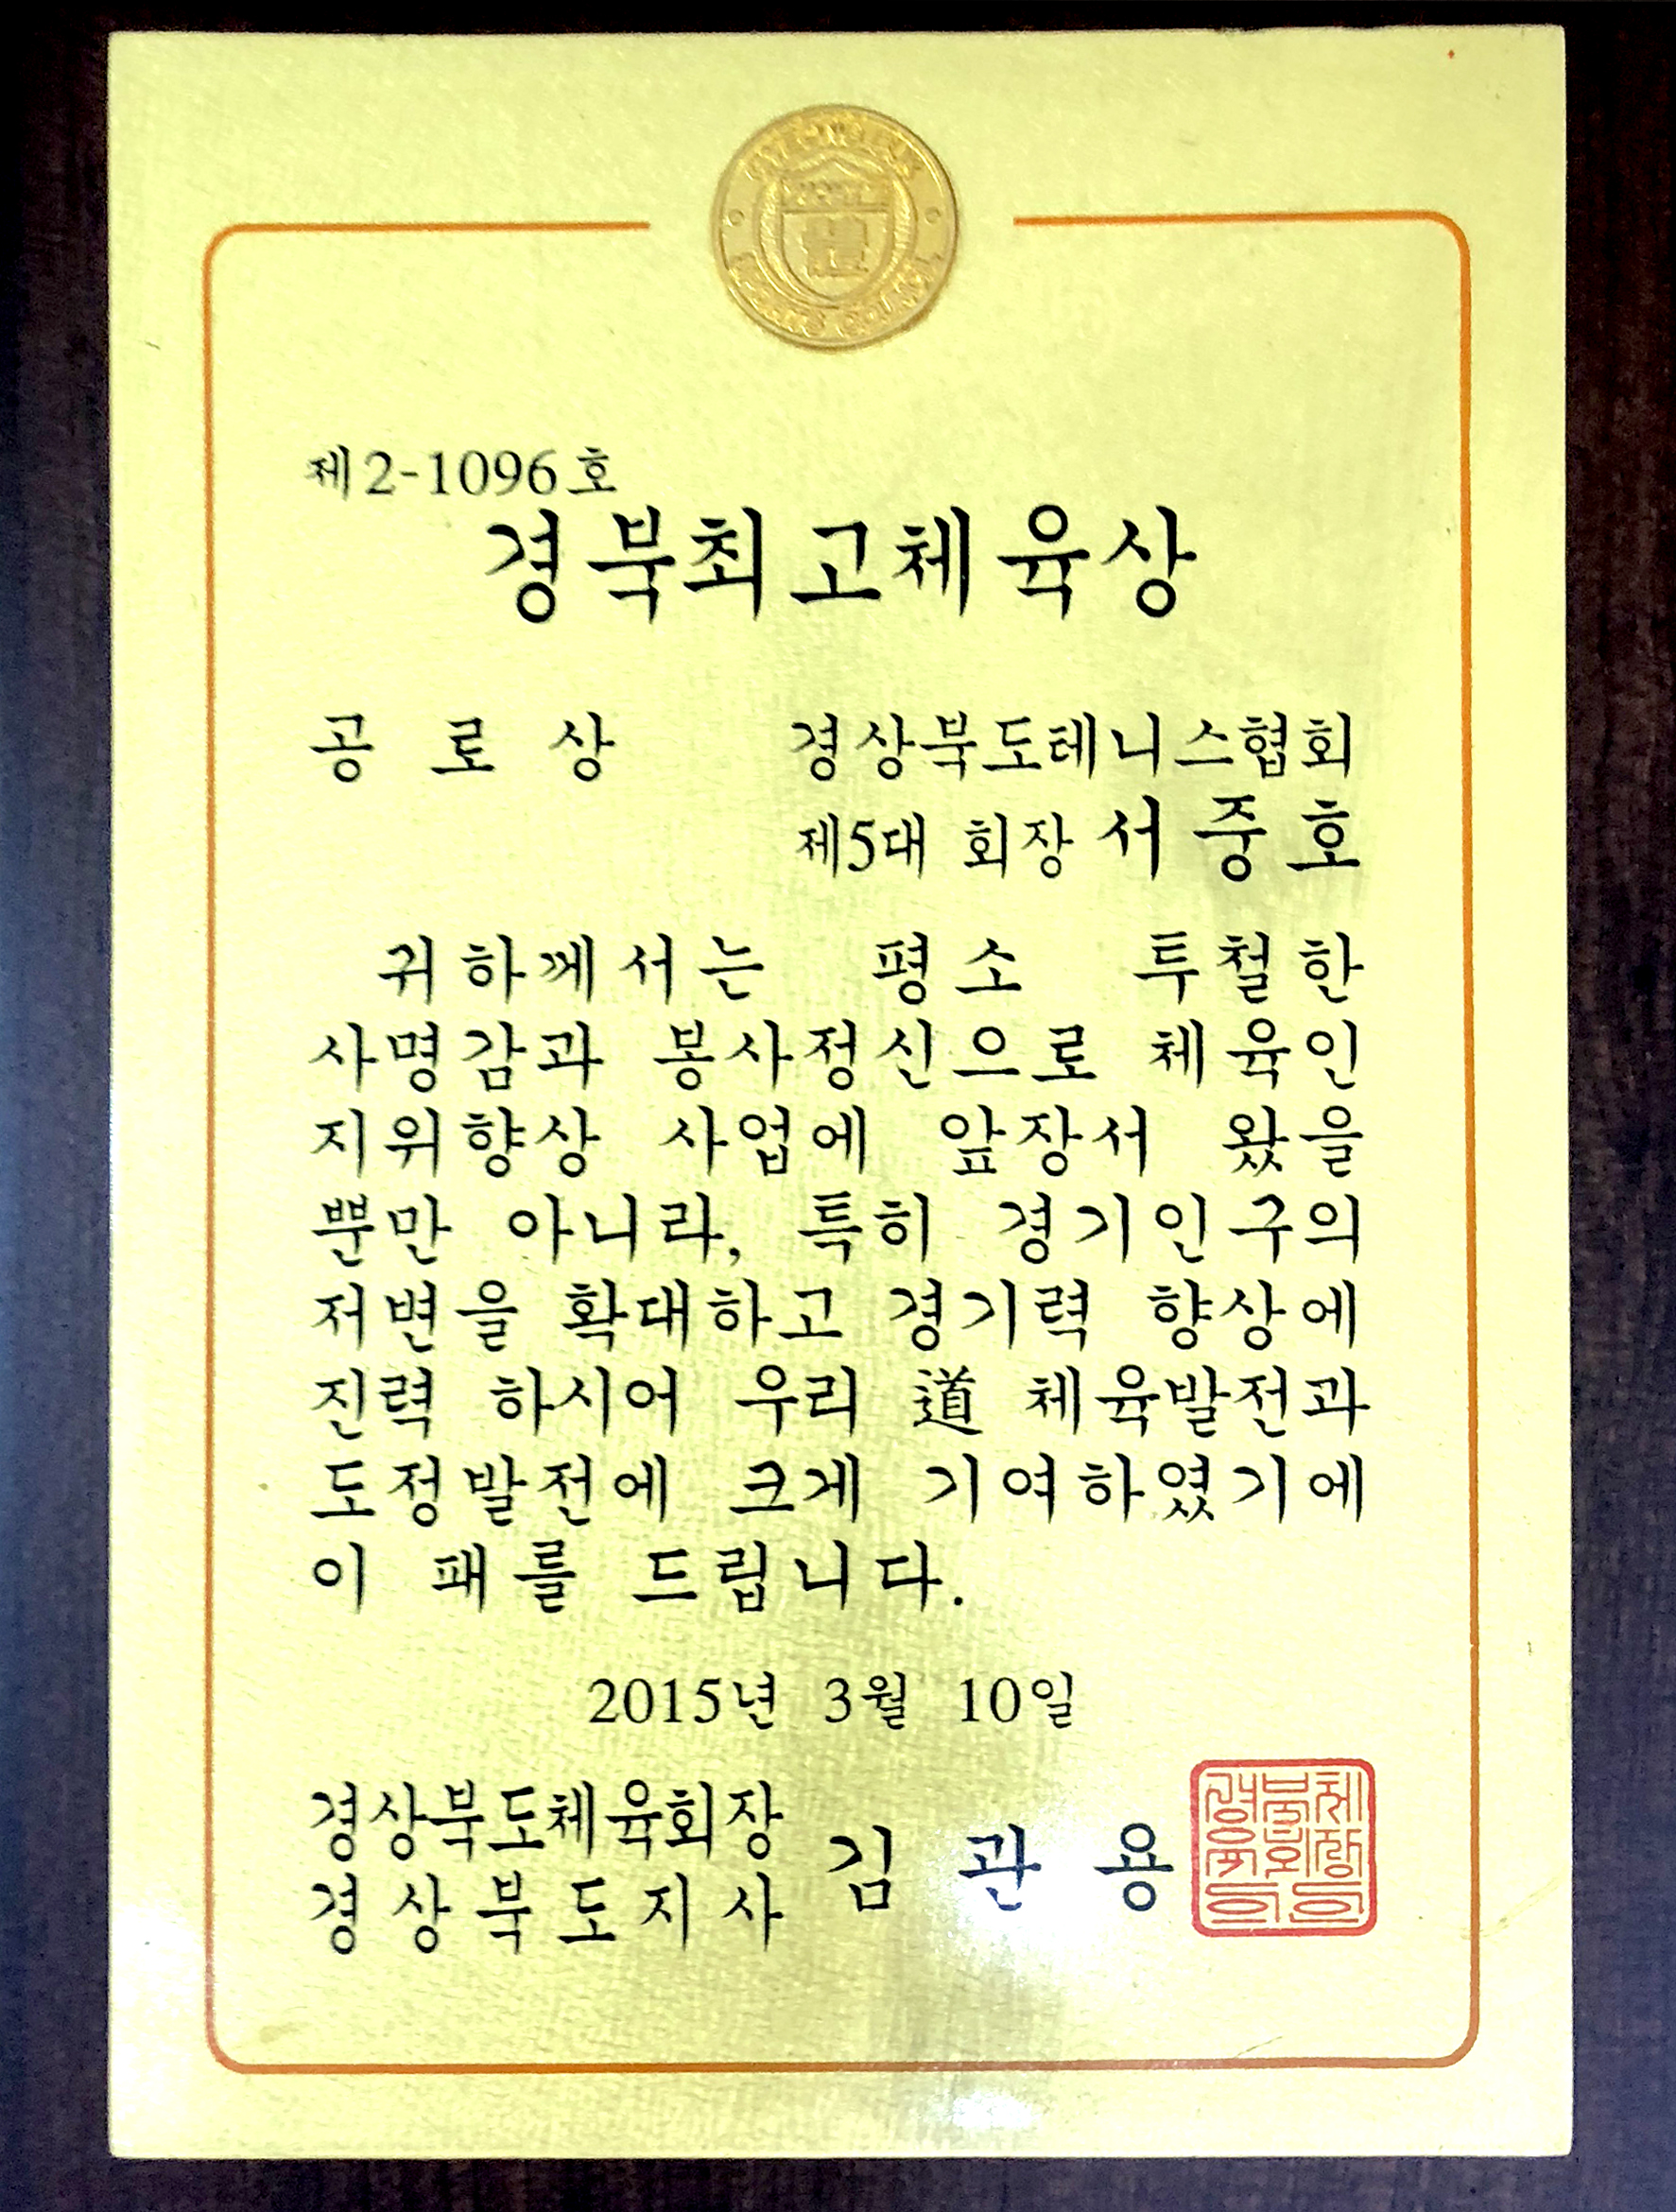 제2-1096호
경북최고체육상
공로상 경상북도테니스협회
제5대 회장 서중호
귀하께서는 평소 투철한
사명감과 봉사정신으로 체육인
지위향상 사업에 앞장서 왔을
뿐만 아니라, 특히 경기인구의
저변을 확대하고 경기력 향상에
진력 하시어 우리 道 체육발전과
도정발전에 크게 기여하였기에
이 패를 드립니다.
2015년 3월 10일
경상북도체육회장
경상북도지사 김관용